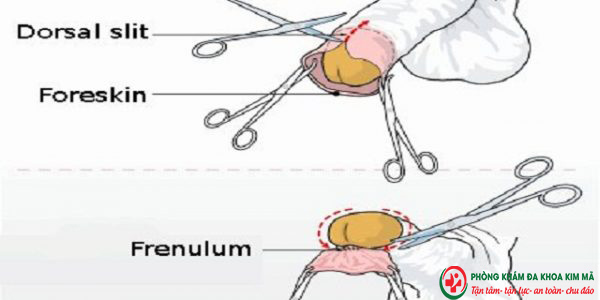 Dorsal slit
Foreskin
Frenulum
PHÒNG KHÁM ĐA KHOA KIM MÃ
Tận tâm- tận lực- an toàn- chu đáo